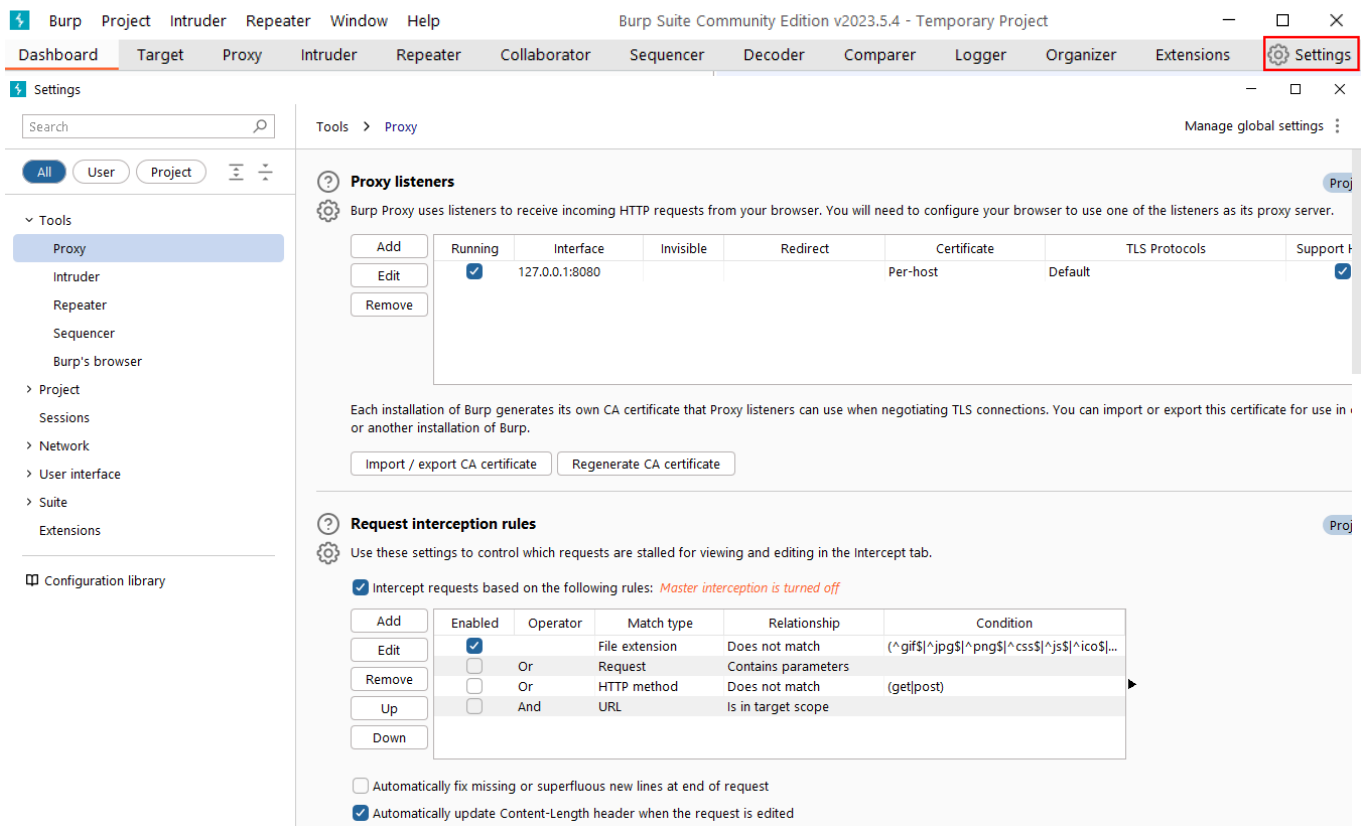 Burp Project Intruder Repeater Window Help Burp Suite Community Edition v2023.5.4 - Temporary Project
Dashboard Target Proxy Intruder Repeater Collaborator Sequencer Decoder Comparer Logger Organizer Extensions Settings
Settings
Search
Tools > Proxy Manage global settings
All User Project
Proxy listeners
Proj
Burp Proxy uses listeners to receive incoming HTTP requests from your browser. You will need to configure your browser to use one of the listeners as its proxy server.
Tools
Proxy
Intruder
Repeater
Sequencer
Burp's browser
Project
Sessions
Network
User interface
Suite
Extensions
Configuration library
Add
Edit
Remove
Running Interface Invisible Redirect Certificate TLS Protocols Support H
127.0.0.1:8080 Per-host Default
Each installation of Burp generates its own CA certificate that Proxy listeners can use when negotiating TLS connections. You can import or export this certificate for use in
or another installation of Burp.
Import / export CA certificate Regenerate CA certificate
Request interception rules
Proj
Use these settings to control which requests are stalled for viewing and editing in the Intercept tab.
Intercept requests based on the following rules: Master interception is turned off
Add
Edit
Remove
Up
Down
Enabled Operator Match type Relationship Condition
File extension Does not match (^gif$|^jpg$|^png$|^css$|^js$|^ico$|...
Or Request Contains parameters
Or HTTP method Does not match (get|post)
And URL Is in target scope
Automatically fix missing or superfluous new lines at end of request
Automatically update Content-Length header when the request is edited